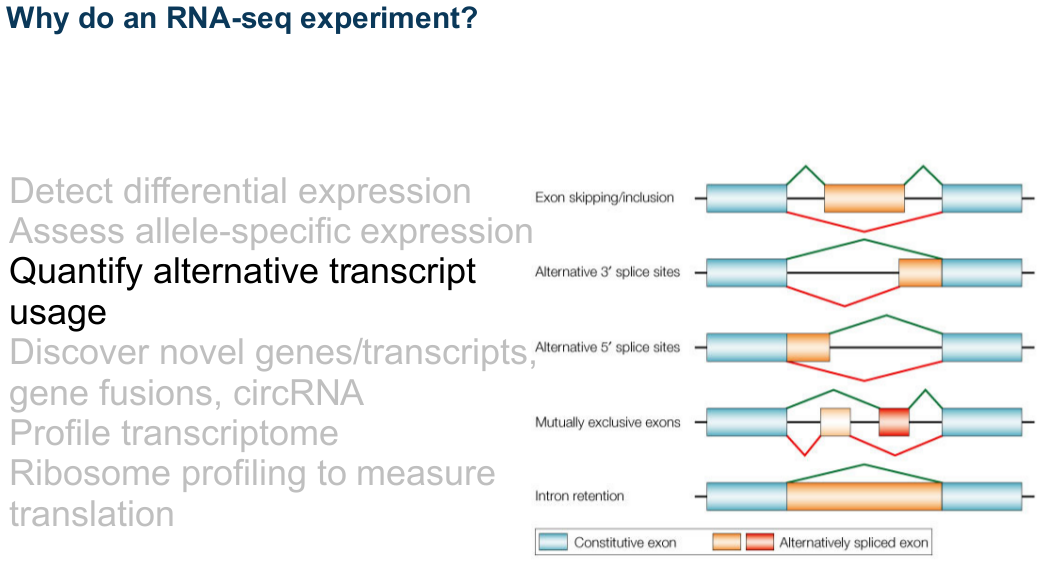 Why do an RNA-seq experiment?
Detect differential expression
Assess allele-specific expression
Quantify alternative transcript
usage
Discover novel genes/transcripts,
gene fusions, circRNA
Profile transcriptome
Ribosome profiling to measure
translation
Exon skipping/inclusion
Alternative 3′ splice sites
Alternative 5′ splice sites
Mutually exclusive exons
Intron retention
Constitutive exon
Alternatively spliced exon